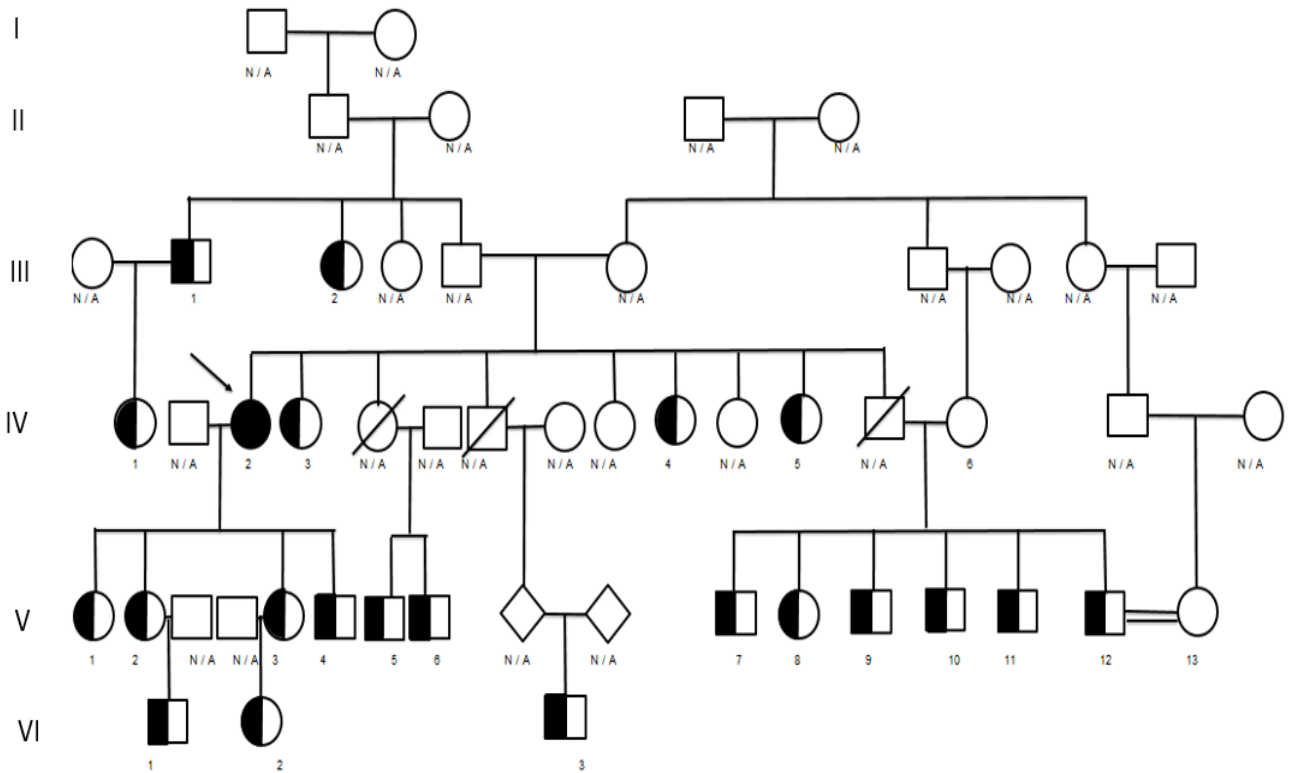 I
N / A N / A
II
N / A N / A N / A N / A
III
N / A 1 2 N / A N / A N / A N / A N / A N / A N / A
IV
1 N / A 2 3 N / A N / A N / A N / A N / A 4 N / A 5 N / A 6 N / A N / A
V
1 2 N / A N / A 3 4 5 6 N / A N / A 7 8 9 10 11 12 13
VI
1 2 3